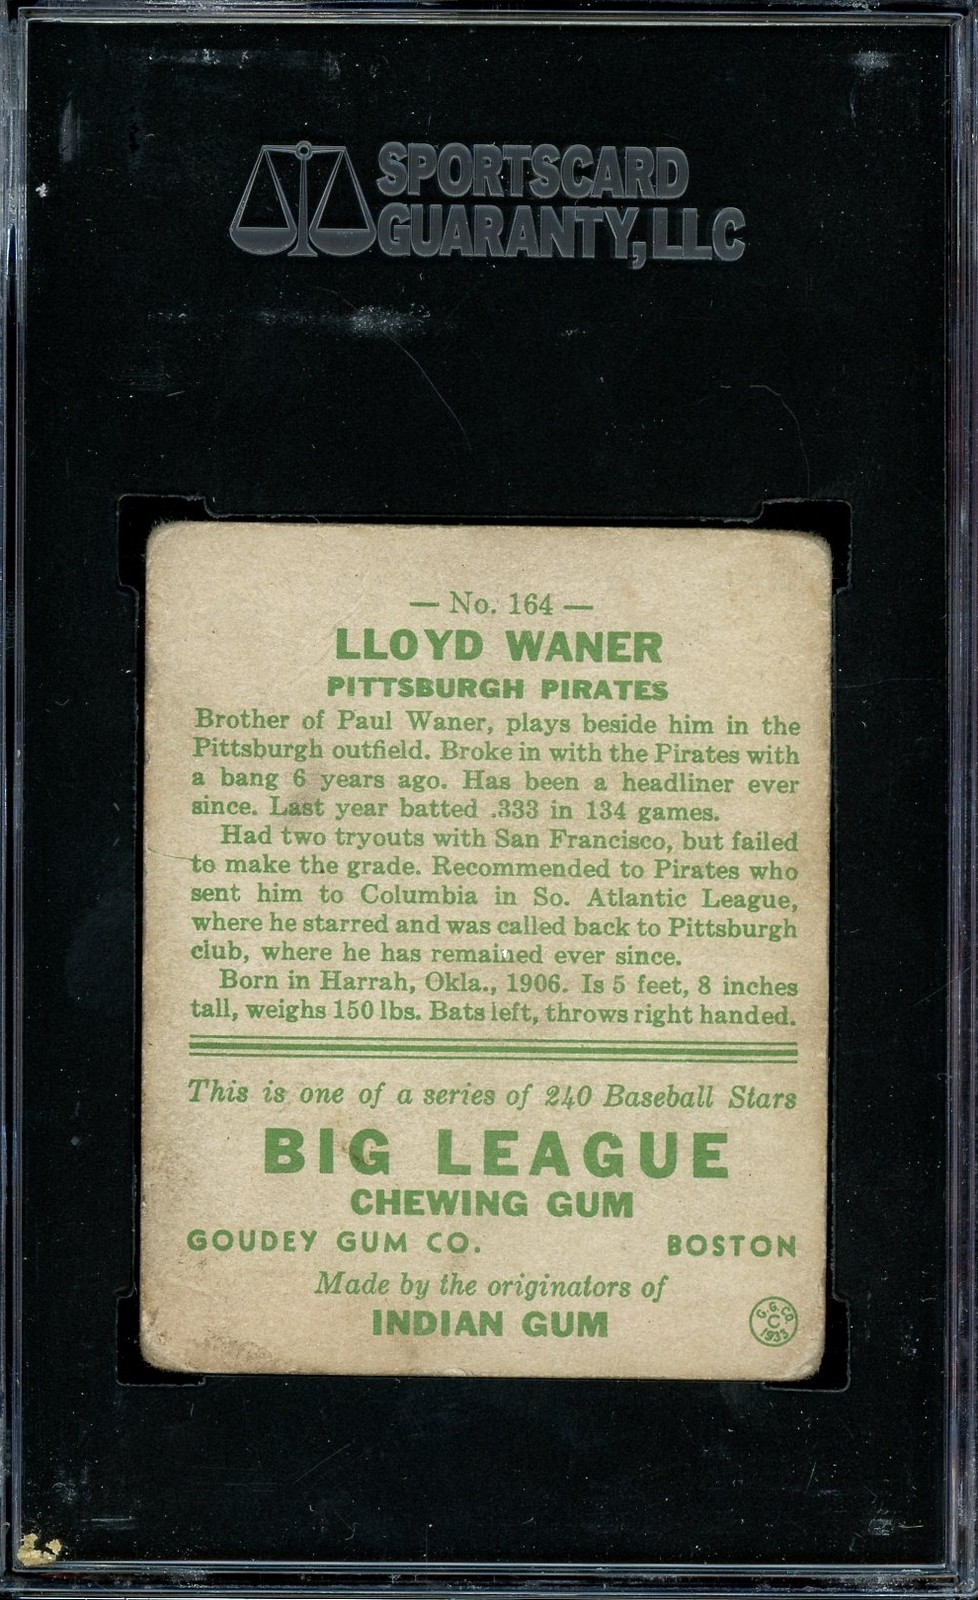 SPORTSCARD
GUARANTY, LLC
— No. 164 —
LLOYD WANER
PITTSBURGH PIRATES
Brother of Paul Waner, plays beside him in the
Pittsburgh outfield. Broke in with the Pirates with
a bang 6 years ago. Has been a headliner ever
since. Last year batted .333 in 134 games.
Had two tryouts with San Francisco, but failed
to make the grade. Recommended to Pirates who
sent him to Columbia in So. Atlantic League,
where he starred and was called back to Pittsburgh
club, where he has remained ever since.
Born in Harrah, Okla., 1906. Is 5 feet, 8 inches
tall, weighs 150 lbs. Bats left, throws right handed.
This is one of a series of 240 Baseball Stars
BIG LEAGUE
CHEWING GUM
GOUDEY GUM CO. BOSTON
Made by the originators of
INDIAN GUM
G. G. CO.
C
1933